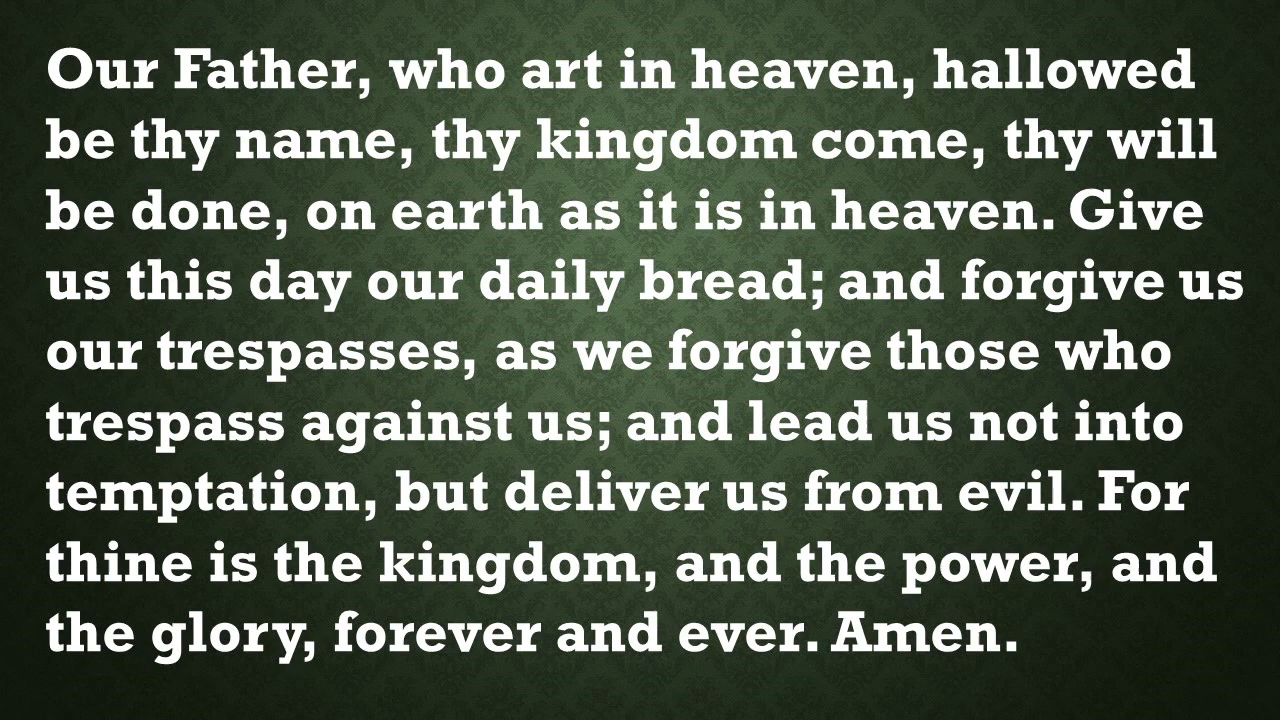 Our Father, who art in heaven, hallowed
be thy name, thy kingdom come, thy will
be done, on earth as it is in heaven. Give
us this day our daily bread; and forgive us
our trespasses, as we forgive those who
trespass against us; and lead us not into
temptation, but deliver us from evil. For
thine is the kingdom, and the power, and
the glory, forever and ever. Amen.